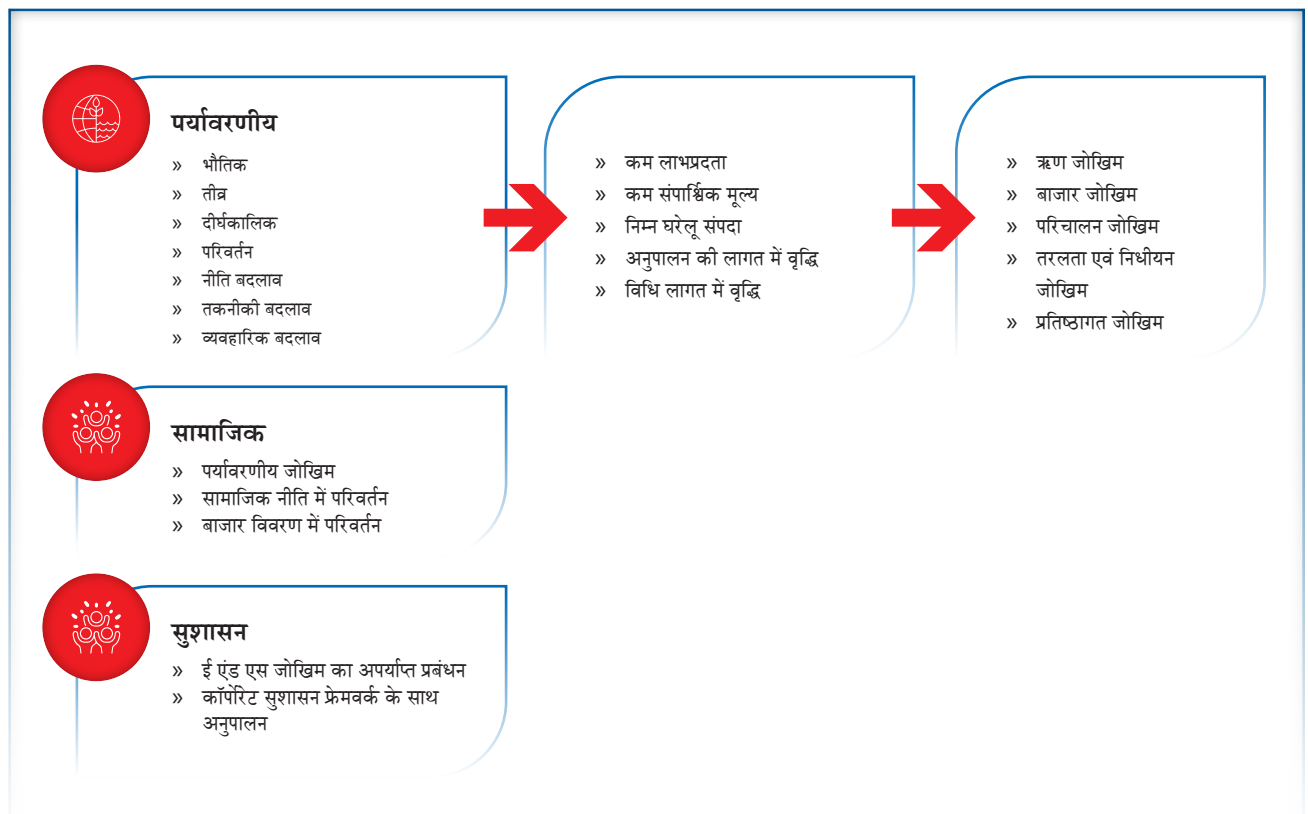 पर्यावरणीय
» भौतिक
» तीव्र
» दीर्घकालिक
» परिवर्तन
» नीति बदलाव
» तकनीकी बदलाव
» व्यवहारिक बदलाव
» कम लाभप्रदता
» कम संपार्श्विक मूल्य
» निम्न घरेलू संपदा
» अनुपालन की लागत में वृद्धि
» विधि लागत में वृद्धि
» ऋण जोखिम
» बाजार जोखिम
» परिचालन जोखिम
» तरलता एवं निधीयन
जोखिम
» प्रतिष्ठागत जोखिम
सामाजिक
» पर्यावरणीय जोखिम
» सामाजिक नीति में परिवर्तन
» बाजार विवरण में परिवर्तन
सुशासन
» ई एंड एस जोखिम का अपर्याप्त प्रबंधन
» कॉर्पोरेट सुशासन फ्रेमवर्क के साथ
अनुपालन